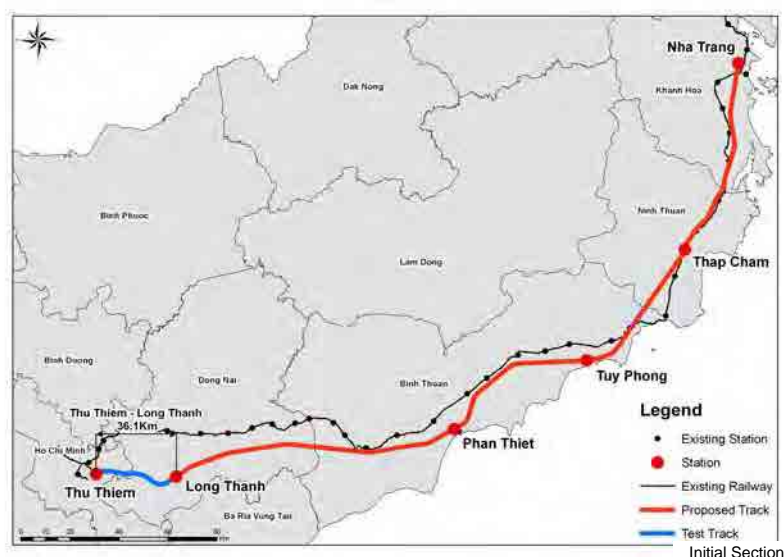 Nha Trang
Khanh Hoa
Dak Nong
Binh Phuoc
Ninh Thuan
Thap Cham
Lam Dong
Binh Duong
Dong Nai
Binh Thuan
Tuy Phong
Thu Thiem - Long Thanh
36.1Km
Phan Thiet
Ho Chi Minh
Thu Thiem
Long Thanh
Ba Ria Vung Tau
Legend
Existing Station
Station
Existing Railway
Proposed Track
Test Track
Initial Section